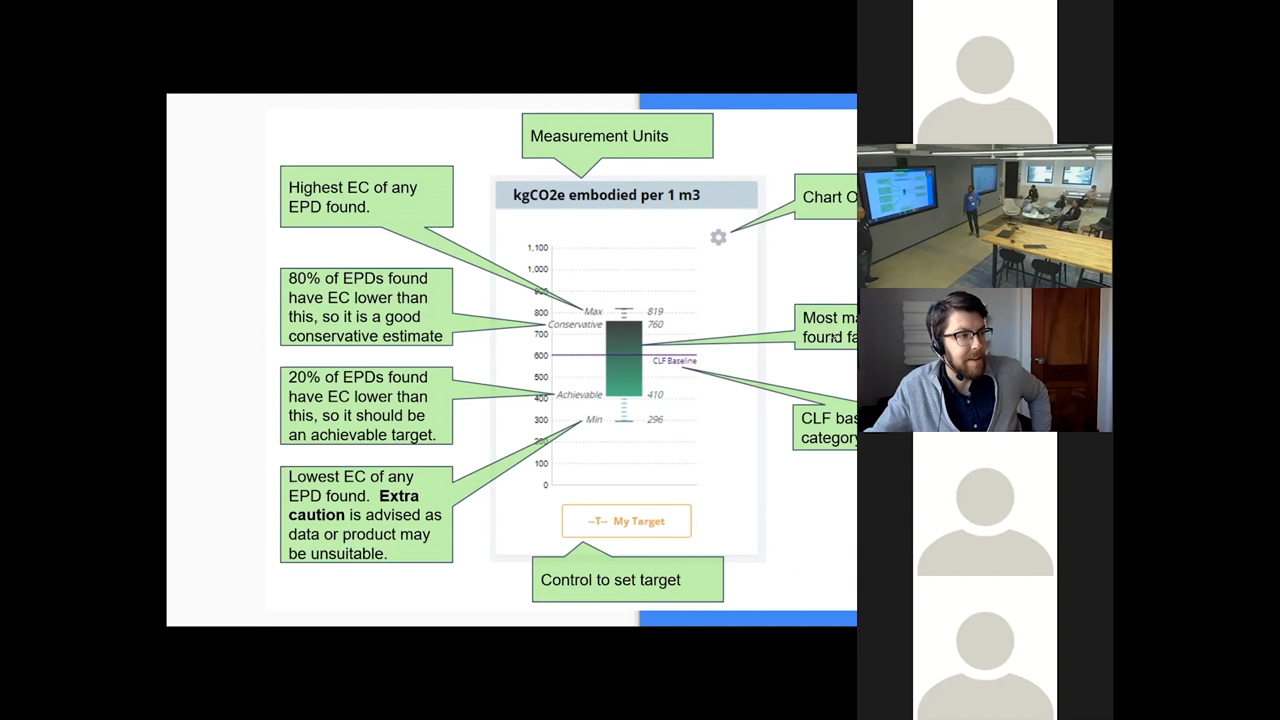 Measurement Units
Highest EC of any
EPD found.
kgCO2e embodied per 1 m3
Chart O
80% of EPDs found
have EC lower than
this, so it is a good
conservative estimate
20% of EPDs found
have EC lower than
this, so it should be
an achievable target.
Lowest EC of any
EPD found. Extra
caution is advised as
data or product may
be unsuitable.
1,100
1,000
900
800
700
600
500
400
300
200
100
0
Max
819
Conservative
760
CLF Baseline
Achievable
410
Min
296
Most ma
found fa
CLF bas
category
--T-- My Target
Control to set target